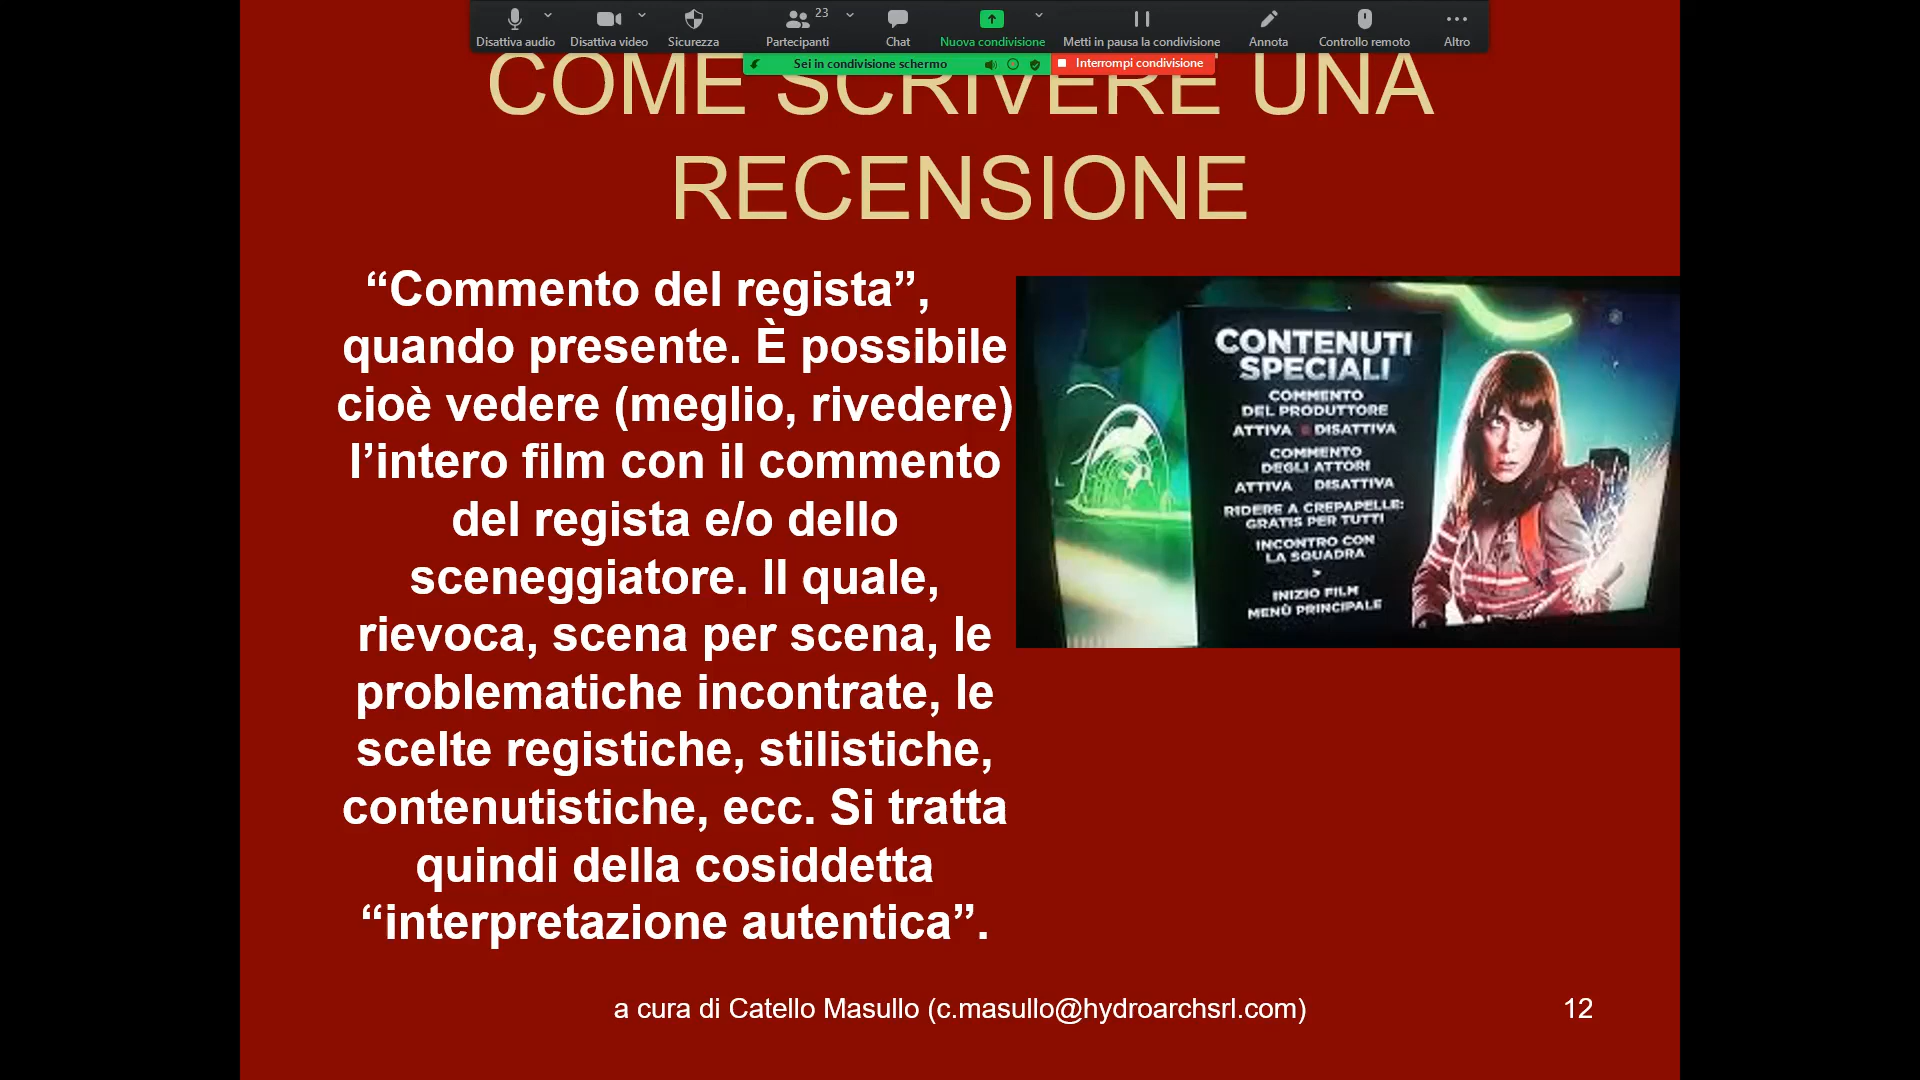 Disattiva audio
Disattiva video
Sicurezza
23
Partecipanti
Chat
Nuova condivisione
Metti in pausa la condivisione
Annota
Controllo remoto
Altro
Sei in condivisione schermo
Interrompi condivisione
COME SCRIVERE UNA
RECENSIONE
“Commento del regista”,
quando presente. È possibile
cioè vedere (meglio, rivedere)
l’intero film con il commento
del regista e/o dello
sceneggiatore. Il quale,
rievoca, scena per scena, le
problematiche incontrate, le
scelte registiche, stilistiche,
contenutistiche, ecc. Si tratta
quindi della cosiddetta
“interpretazione autentica”.
CONTENUTI
SPECIALI
COMMENTO
DEL PRODUTTORE
ATTIVA DISATTIVA
COMMENTO
DEGLI ATTORI
ATTIVA DISATTIVA
RIDERE A CREPAPELLE:
GRATIS PER TUTTI
INCONTRO CON
LA SQUADRA
>
INIZIO FILM
MENÙ PRINCIPALE
a cura di Catello Masullo (c.masullo@hydroarchsrl.com)
12